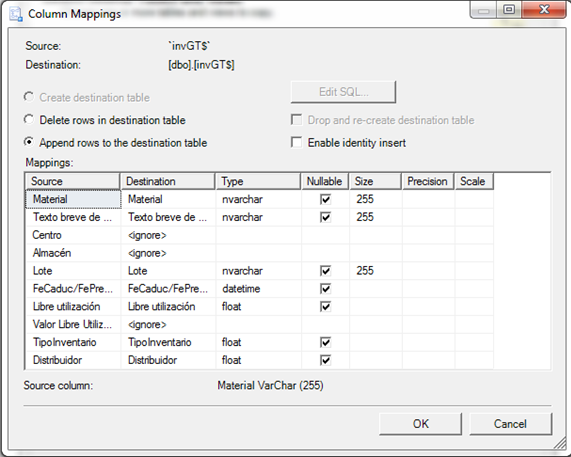 Column Mappings
Source: `invGT$`
Destination: [dbo].[invGT$]
Create destination table Edit SQL...
Delete rows in destination table Drop and re-create destination table
Append rows to the destination table Enable identity insert
Mappings:
Source Destination Type Nullable Size Precision Scale
Material Material nvarchar 255
Texto breve de ... Texto breve de ... nvarchar 255
Centro <ignore>
Almacén <ignore>
Lote Lote nvarchar 255
FeCaduc/FePre... FeCaduc/FePre... datetime
Libre utilización Libre utilización float
Valor Libre Utiliz... <ignore>
TipoInventario TipoInventario float
Distribuidor Distribuidor float
Source column: Material VarChar (255)
OK Cancel